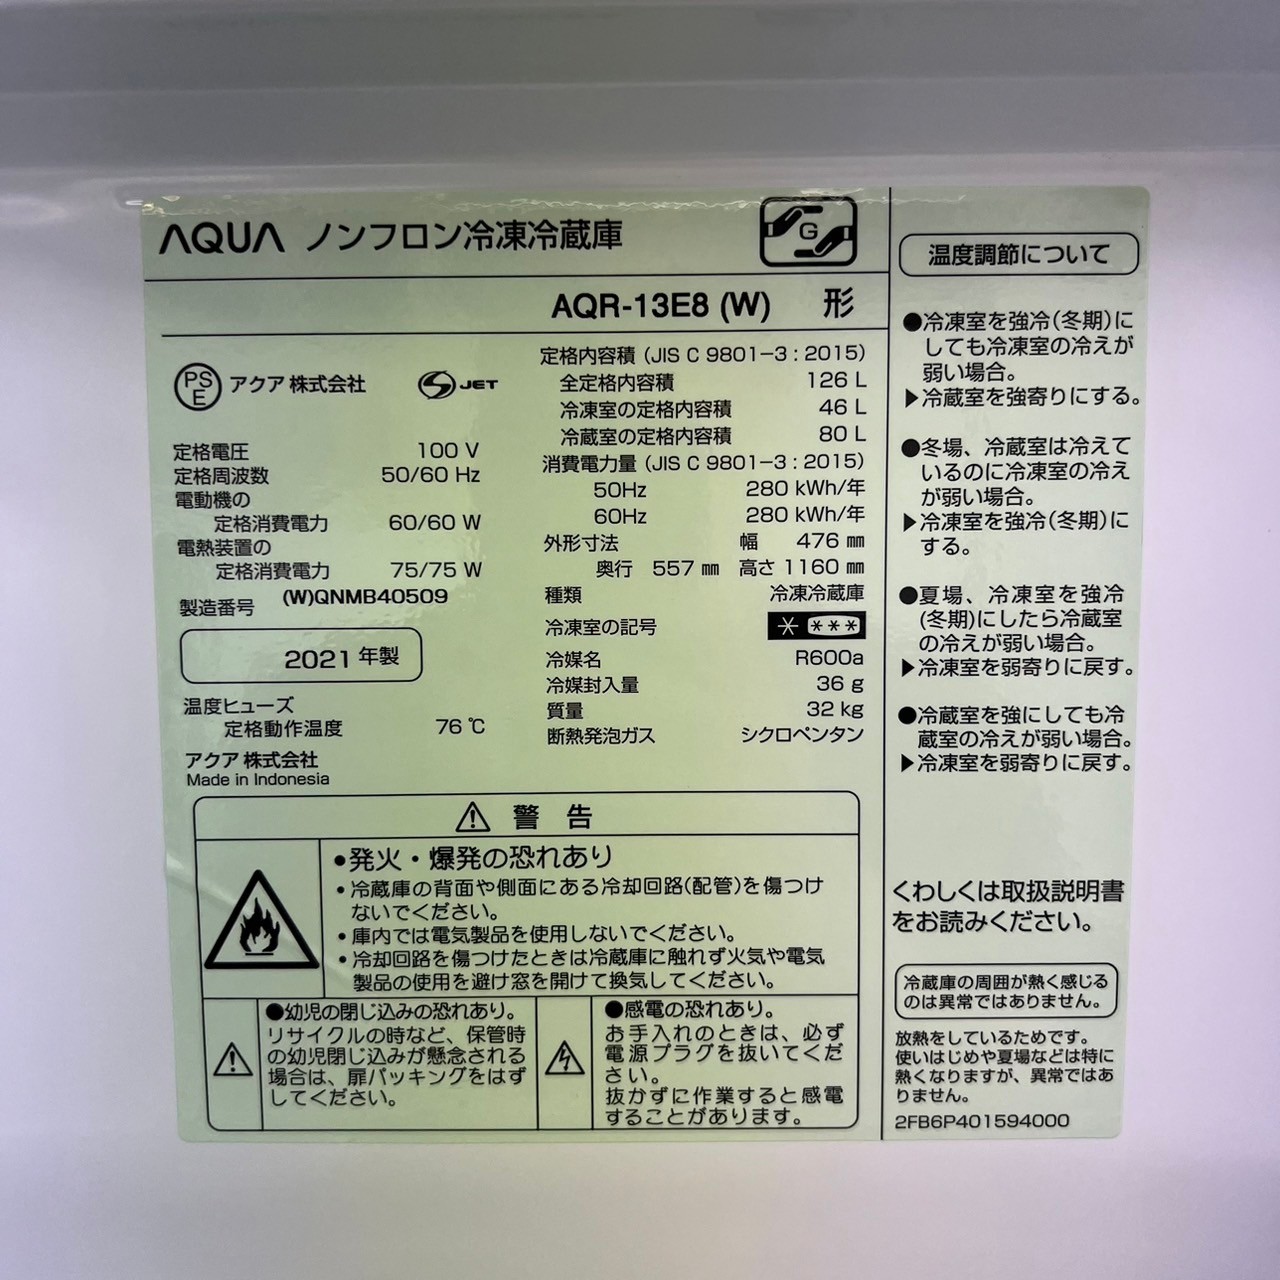 AQUA ノンフロン冷凍冷蔵庫
G
AQR-13E8 (W) 形
PS E アクア 株式会社 JET
定格電圧 100 V
定格周波数 50/60 Hz
電動機の
定格消費電力 60/60 W
電熱装置の
定格消費電力 75/75 W
製造番号 (W)QNMB40509
2021 年製
温度ヒューズ
定格動作温度 76 ℃
アクア 株式会社
Made in Indonesia
定格内容積 (JIS C 9801−3 : 2015)
全定格内容積 126 L
冷凍室の定格内容積 46 L
冷蔵室の定格内容積 80 L
消費電力量 (JIS C 9801−3 : 2015)
50Hz 280 kWh/年
60Hz 280 kWh/年
外形寸法 幅 476 ㎜
奥行 557 ㎜ 高さ 1160 ㎜
種類 冷凍冷蔵庫
冷凍室の記号
冷媒名 R600a
冷媒封入量 36 g
質量 32 kg
断熱発泡ガス シクロペンタン
警 告
●発火・爆発の恐れあり
・冷蔵庫の背面や側面にある冷却回路(配管)を傷つけ
ないでください。
・庫内では電気製品を使用しないでください。
・冷却回路を傷つけたときは冷蔵庫に触れず火気や電気
製品の使用を避け窓を開けて換気してください。
●幼児の閉じ込みの恐れあり。
リサイクルの時など、保管時
の幼児閉じ込みが懸念される
場合は、扉パッキングをはず
してください。
●感電の恐れあり。
お手入れのときは、必ず
電源プラグを抜いてくだ
さい。
抜かずに作業すると感電
することがあります。
温度調節について
●冷凍室を強冷(冬期)に
しても冷凍室の冷えが
弱い場合。
▶冷蔵室を強寄りにする。
●冬場、冷蔵室は冷えて
いるのに冷凍室の冷え
が弱い場合。
▶冷凍室を強冷(冬期)に
する。
●夏場、冷凍室を強冷
(冬期)にしたら冷蔵室
の冷えが弱い場合。
▶冷凍室を弱寄りに戻す。
●冷蔵室を強にしても冷
蔵室の冷えが弱い場合。
▶冷凍室を弱寄りに戻す。
くわしくは取扱説明書
をお読みください。
冷蔵庫の周囲が熱く感じる
のは異常ではありません。
放熱をしているためです。
使いはじめや夏場などは特に
熱くなりますが、異常ではあ
りません。
2FB6P401594000